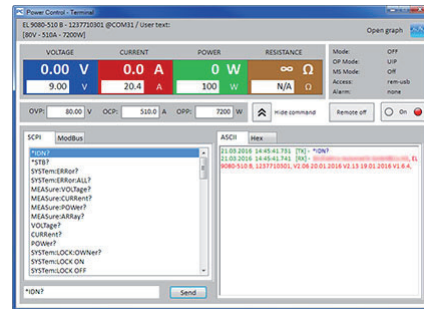 Power Control - Terminal
EL 9080-510 B - 1237710301 @COM31 / User text:
[80V - 510A - 7200W]
Open graph
VOLTAGE CURRENT POWER RESISTANCE
0.00 V 0.0 A 0 W ∞ Ω
9.00 V 20.4 A 100 W N/A Ω
Mode: OFF
OP Mode: UIP
MS Mode: Off
Access: rem-usb
Alarm: none
OVP: 80.00 V OCP: 510.0 A OPP: 7200 W Hide command Remote off On
SCPI ModBus
*IDN?
*STB?
SYSTem:ERRor?
SYSTem:ERRor:ALL?
MEASure:VOLTage?
MEASure:CURRent?
MEASure:POWer?
MEASure:ARRay?
VOLTage?
CURRent?
POWer?
SYSTem:LOCK:OWNer?
SYSTem:LOCK ON
SYSTem:LOCK OFF
*IDN? Send
ASCII Hex
21.03.2016 14:45:41.731 [TX] - *IDN?
21.03.2016 14:45:41.741 [RX] - EL
9080-510 B, 1237710301, V2.06 20.01.2016 V2.13 19.01.2016 V1.6.4,